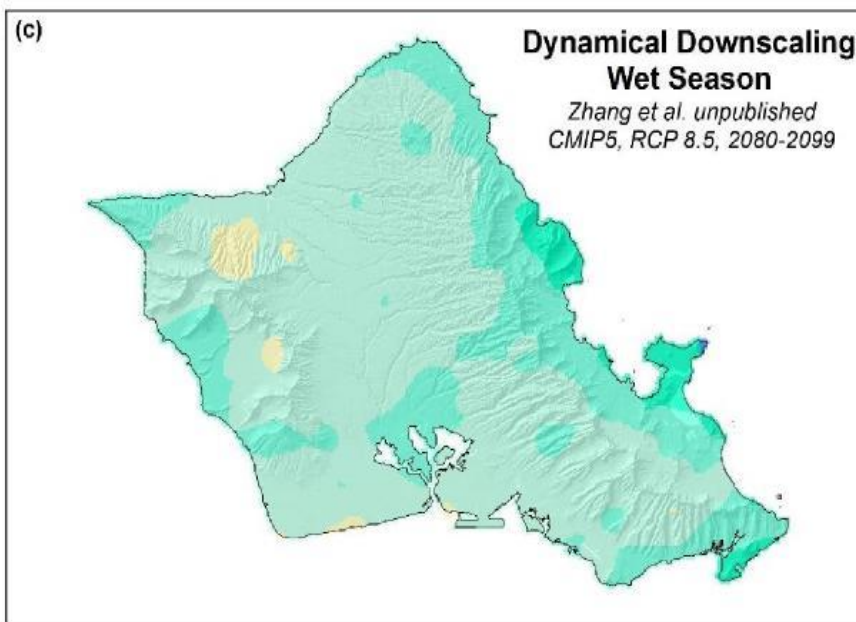 (c)
Dynamical Downscaling
Wet Season
Zhang et al. unpublished
CMIP5, RCP 8.5, 2080-2099